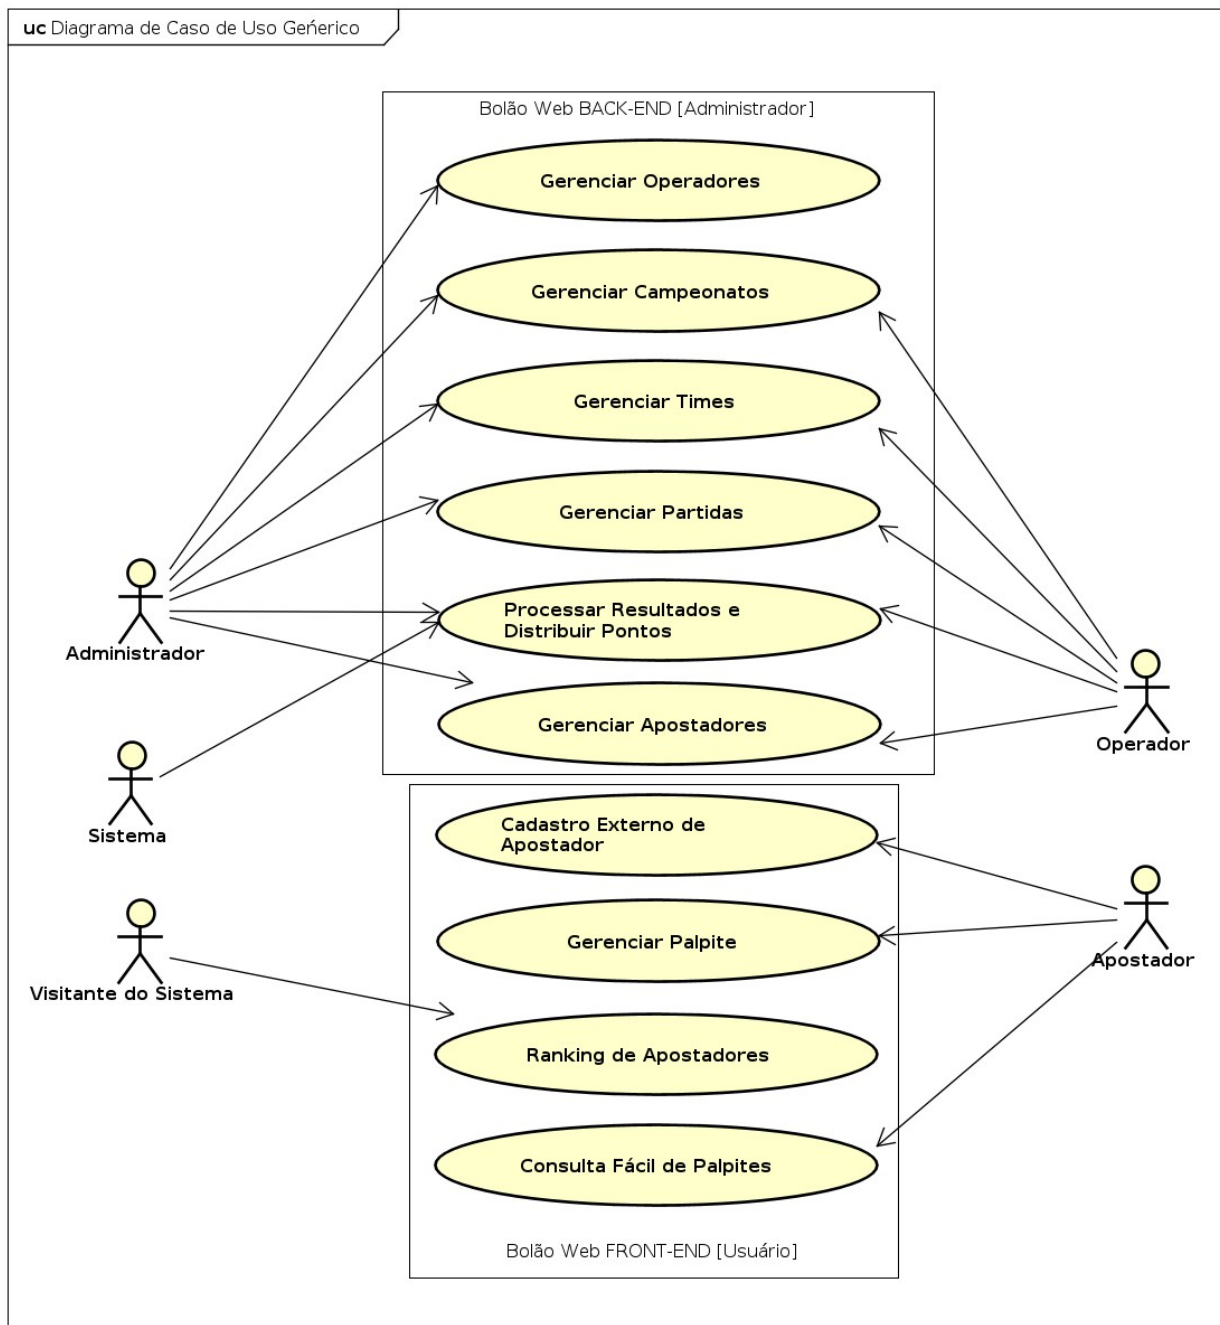 uc Diagrama de Caso de Uso Geńerico
Bolão Web BACK-END [Administrador]
Gerenciar Operadores
Gerenciar Campeonatos
Gerenciar Times
Gerenciar Partidas
Processar Resultados e
Distribuir Pontos
Administrador
Gerenciar Apostadores
Operador
Sistema
Cadastro Externo de
Apostador
Gerenciar Palpite
Apostador
Visitante do Sistema
Ranking de Apostadores
Consulta Fácil de Palpites
Bolão Web FRONT-END [Usuário]